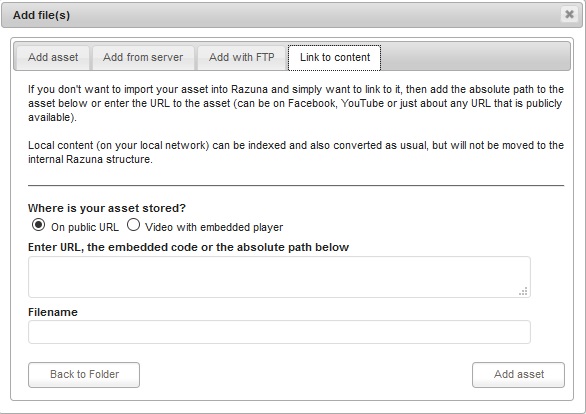 Add file(s)
Add asset
Add from server
Add with FTP
Link to content
If you don't want to import your asset into Razuna and simply want to link to it, then add the absolute path to the
asset below or enter the URL to the asset (can be on Facebook, YouTube or just about any URL that is publicly
available).
Local content (on your local network) can be indexed and also converted as usual, but will not be moved to the
internal Razuna structure.
Where is your asset stored?
On public URL
Video with embedded player
Enter URL, the embedded code or the absolute path below
Filename
Back to Folder
Add asset